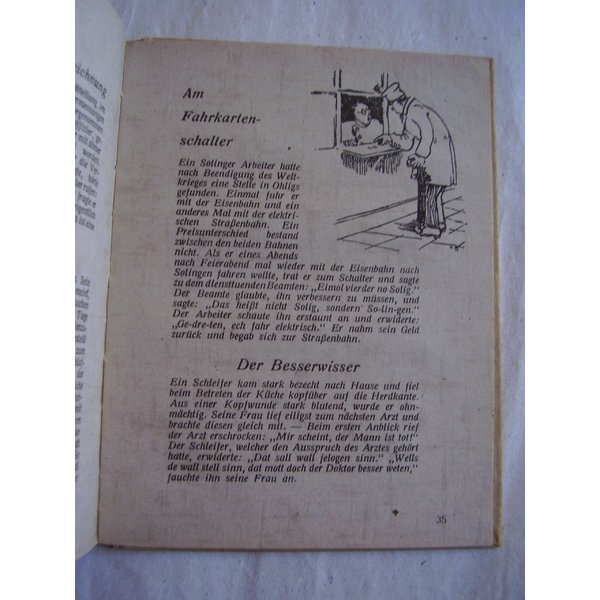 ichnung
werden
Sein
Tage
Am
Fahrkarten-
schalter
Ein Solinger Arbeiter hatte
nach Beendigung des Welt-
krieges eine Stelle in Ohligs
gefunden. Einmal fuhr er
mit der Eisenbahn und ein
anderes Mal mit der elektri-
schen Straßenbahn. Ein
Preisunterschied bestand
zwischen den beiden Bahnen
nicht. Als er eines Abends
nach Feierabend mal wieder mit der Eisenbahn nach
Solingen fahren wollte, trat er zum Schalter und sagte
zu dem diensttuenden Beamten: „Eimol vierder no Solig."
Der Beamte glaubte, ihn verbessern zu müssen, und
sagte: „Das heißt nicht Solig, sondern So-lin-gen."
Der Arbeiter schaute ihn erstaunt an und erwiderte:
„Ge-dre-ten, ech fahr elektrisch." Er nahm sein Geld
zurück und begab sich zur Straßenbahn.
Der Besserwisser
Ein Schleifer kam stark bezecht nach Hause und fiel
beim Betreten der Küche kopfüber auf die Herdkante.
Aus einer Kopfwunde stark blutend, wurde er ohn-
mächtig. Seine Frau lief eiligst zum nächsten Arzt und
brachte diesen gleich mit. — Beim ersten Anblick rief
der Arzt erschrocken: „Mir scheint, der Mann ist tot!"
Der Schleifer, welcher den Ausspruch des Arztes gehört
hatte, erwiderte: „Dat sall wall jelogen sinn." „Wells
de wall stell sinn, dat mott doch der Doktor besser weten,"
fauchte ihn seine Frau an.
35